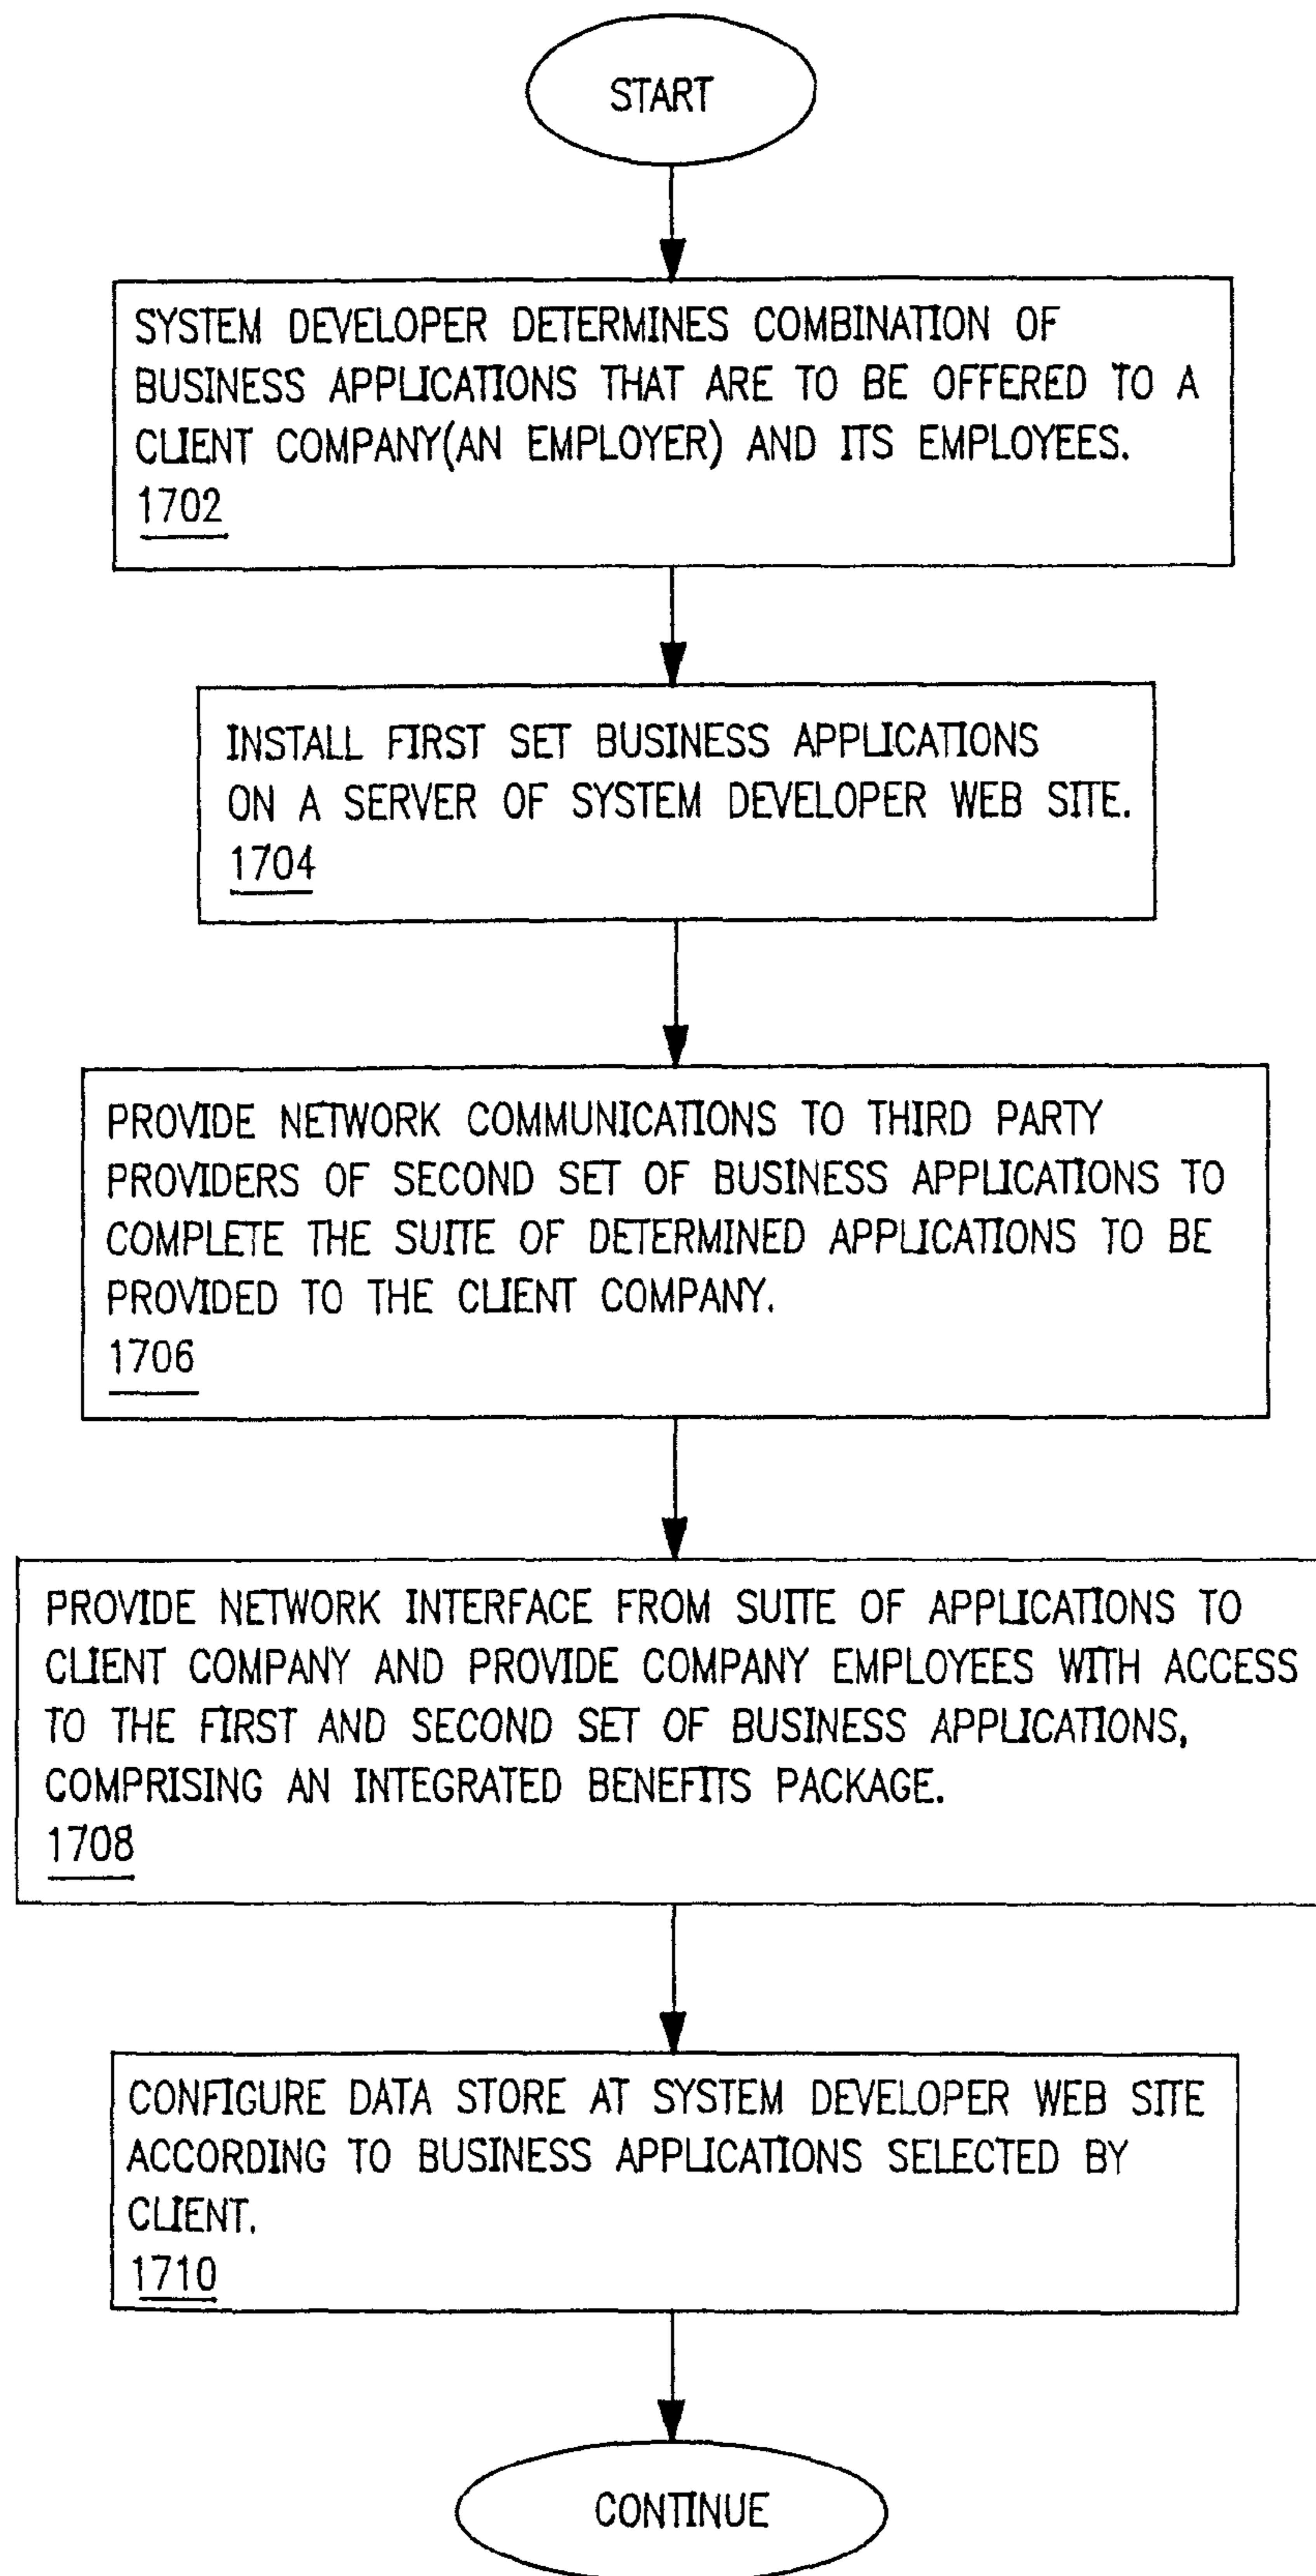 START
SYSTEM DEVELOPER DETERMINES COMBINATION OF
BUSINESS APPLICATIONS THAT ARE TO BE OFFERED TO A
CLIENT COMPANY(AN EMPLOYER) AND ITS EMPLOYEES.
1702
INSTALL FIRST SET BUSINESS APPLICATIONS
ON A SERVER OF SYSTEM DEVELOPER WEB SITE.
1704
PROVIDE NETWORK COMMUNICATIONS TO THIRD PARTY
PROVIDERS OF SECOND SET OF BUSINESS APPLICATIONS TO
COMPLETE THE SUITE OF DETERMINED APPLICATIONS TO BE
PROVIDED TO THE CLIENT COMPANY.
1706
PROVIDE NETWORK INTERFACE FROM SUITE OF APPLICATIONS TO
CLIENT COMPANY AND PROVIDE COMPANY EMPLOYEES WITH ACCESS
TO THE FIRST AND SECOND SET OF BUSINESS APPLICATIONS,
COMPRISING AN INTEGRATED BENEFITS PACKAGE.
1708
CONFIGURE DATA STORE AT SYSTEM DEVELOPER WEB SITE
ACCORDING TO BUSINESS APPLICATIONS SELECTED BY
CLIENT.
1710
CONTINUE